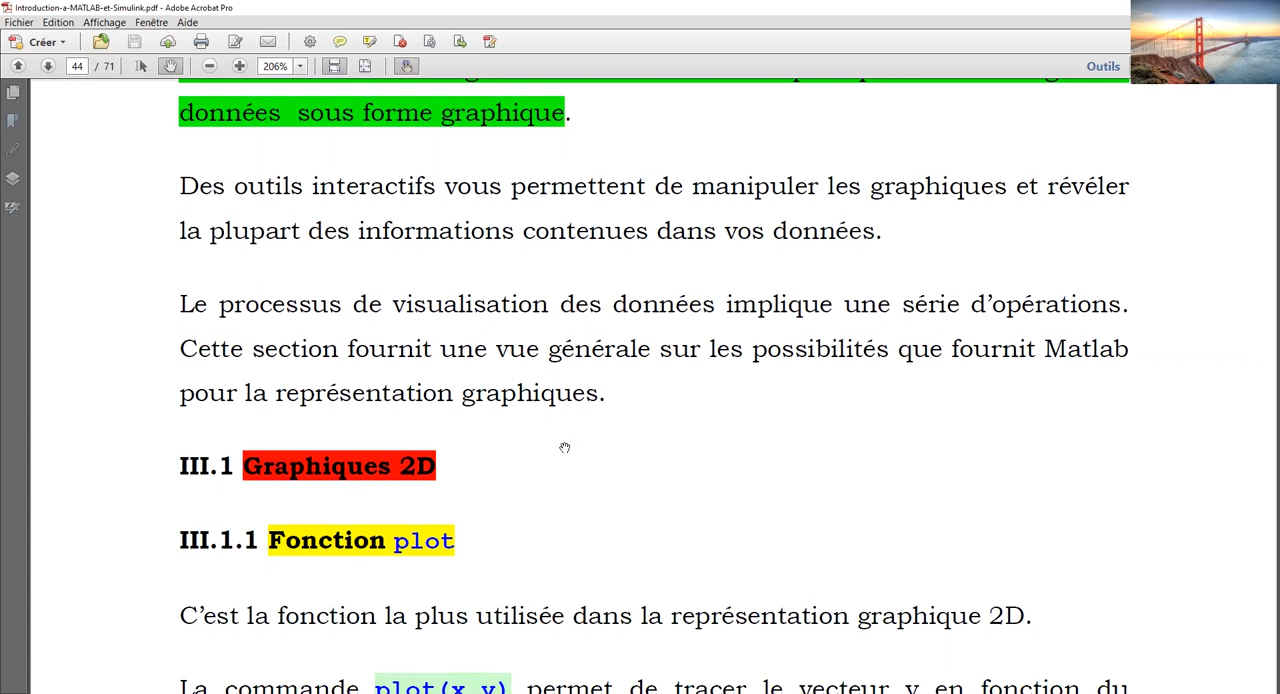 Introduction-a-MATLAB-et-Simulink.pdf - Adobe Acrobat Pro
Fichier Edition Affichage Fenêtre Aide
Créer
44 / 71 206% Outils
données sous forme graphique.
Des outils interactifs vous permettent de manipuler les graphiques et révéler
la plupart des informations contenues dans vos données.
Le processus de visualisation des données implique une série d’opérations.
Cette section fournit une vue générale sur les possibilités que fournit Matlab
pour la représentation graphiques.
III.1 Graphiques 2D
III.1.1 Fonction plot
C’est la fonction la plus utilisée dans la représentation graphique 2D.
La commande plot(x,y) permet de tracer le vecteur y en fonction du